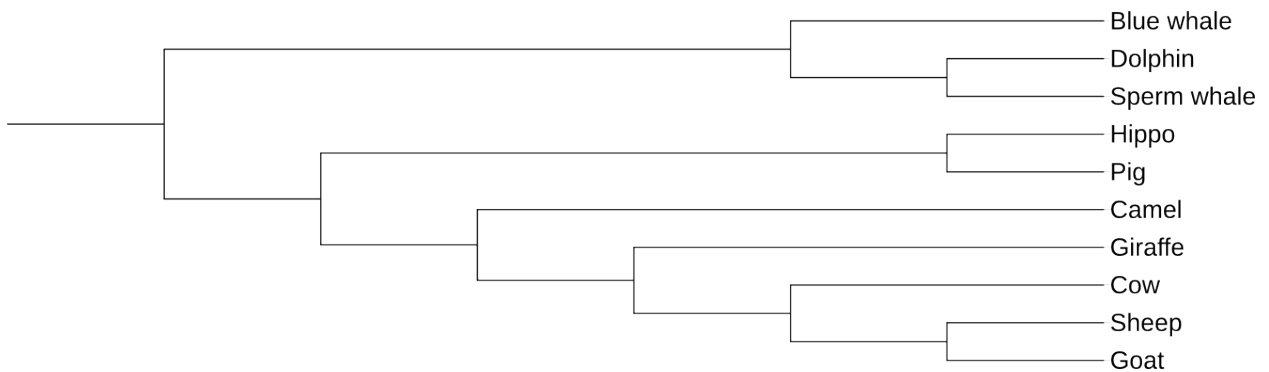 Blue whale
Dolphin
Sperm whale
Hippo
Pig
Camel
Giraffe
Cow
Sheep
Goat